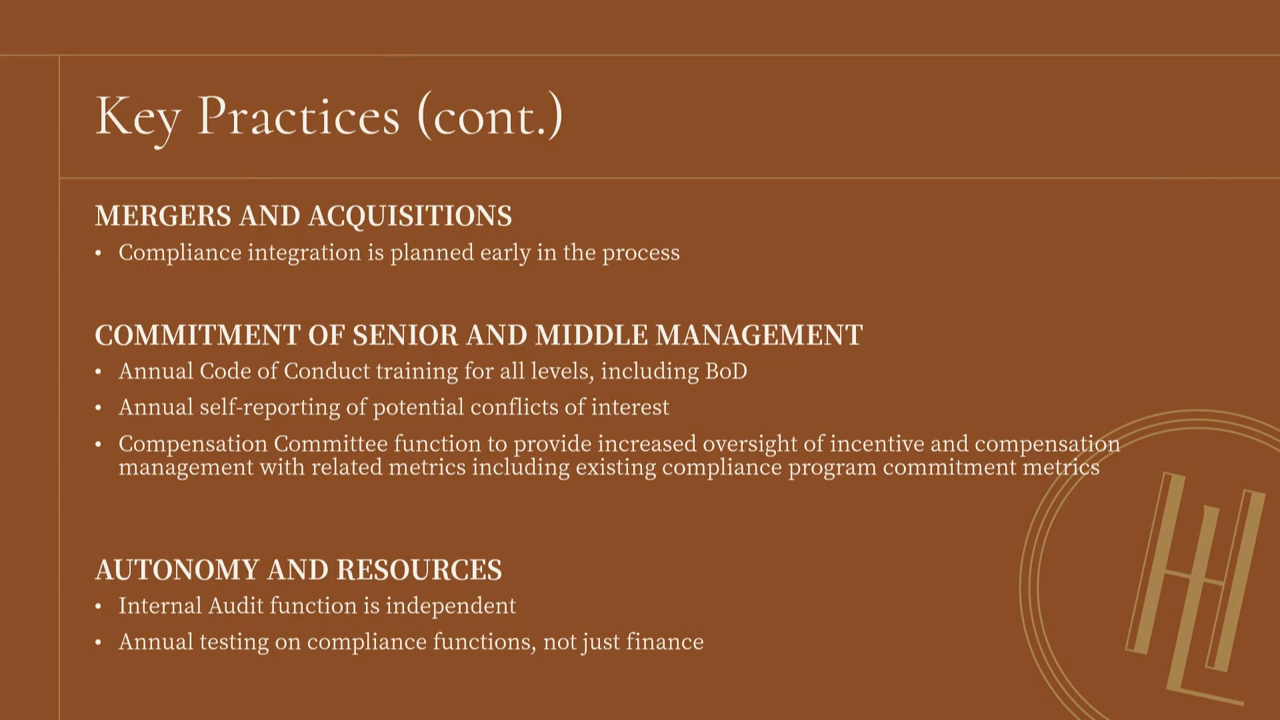 Key Practices (cont.)
MERGERS AND ACQUISITIONS
• Compliance integration is planned early in the process
COMMITMENT OF SENIOR AND MIDDLE MANAGEMENT
• Annual Code of Conduct training for all levels, including BoD
• Annual self-reporting of potential conflicts of interest
• Compensation Committee function to provide increased oversight of incentive and compensation
management with related metrics including existing compliance program commitment metrics
AUTONOMY AND RESOURCES
• Internal Audit function is independent
• Annual testing on compliance functions, not just finance